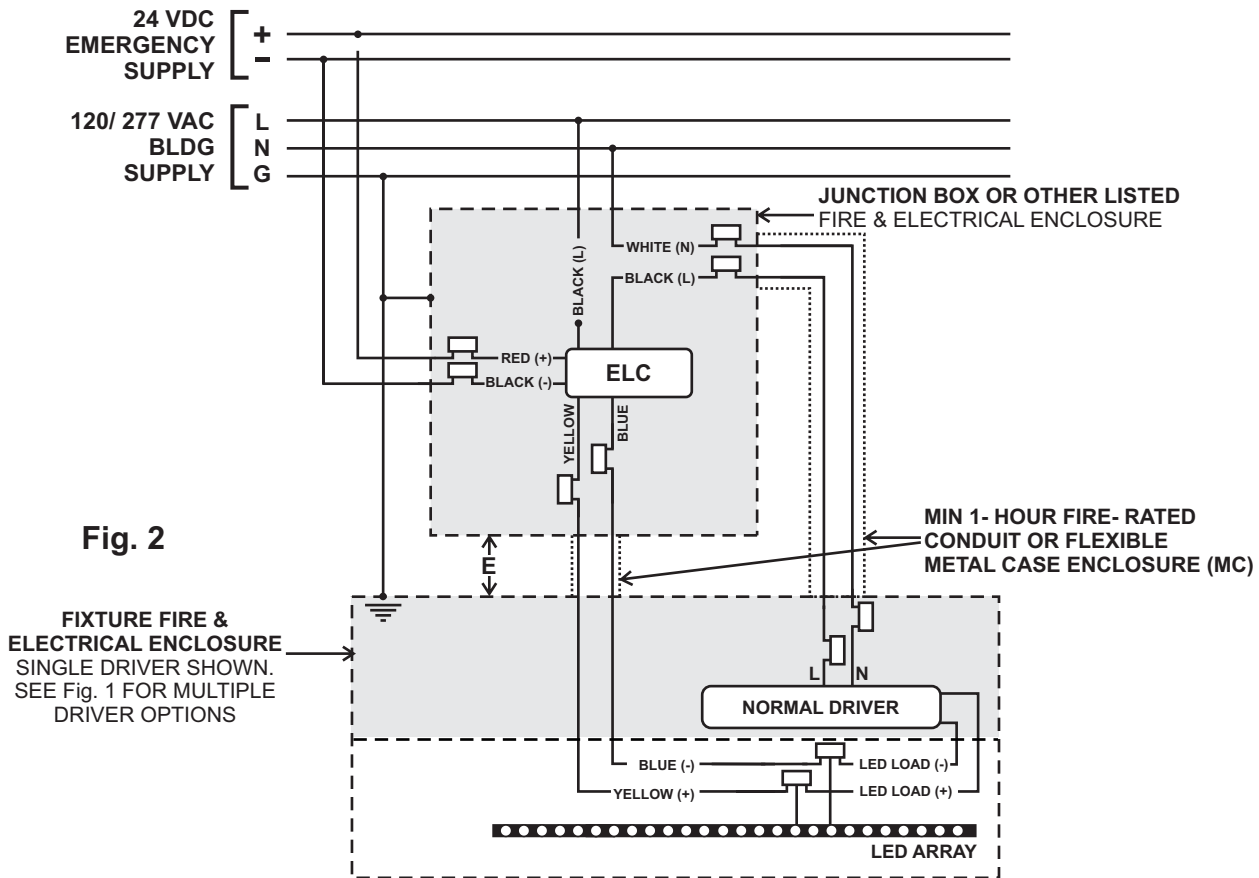 24 VDC
EMERGENCY
SUPPLY
+
-
120/ 277 VAC
BLDG
SUPPLY
L
N
G
JUNCTION BOX OR OTHER LISTED
FIRE & ELECTRICAL ENCLOSURE
WHITE (N)
BLACK (L)
BLACK (L)
RED (+)
BLACK (-)
ELC
YELLOW
BLUE
Fig. 2
E
MIN 1- HOUR FIRE- RATED
CONDUIT OR FLEXIBLE
METAL CASE ENCLOSURE (MC)
FIXTURE FIRE &
ELECTRICAL ENCLOSURE
SINGLE DRIVER SHOWN.
SEE Fig. 1 FOR MULTIPLE
DRIVER OPTIONS
L
N
NORMAL DRIVER
BLUE (-)
LED LOAD (-)
YELLOW (+)
LED LOAD (+)
LED ARRAY